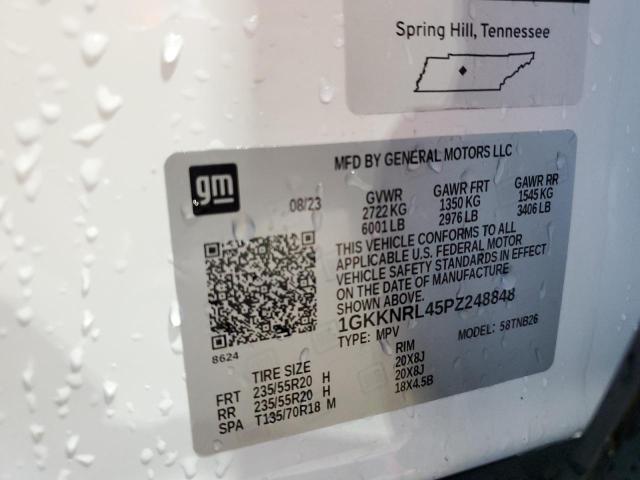 Spring Hill, Tennessee
MFD BY GENERAL MOTORS LLC
gm
08/23
GVWR GAWR FRT GAWR RR
2722 KG 1350 KG 1545 KG
6001 LB 2976 LB 3406 LB
THIS VEHICLE CONFORMS TO ALL
APPLICABLE U.S. FEDERAL MOTOR
VEHICLE SAFETY STANDARDS IN EFFECT
ON THE DATE OF MANUFACTURE
SHOWN ABOVE.
1GKKNRL45PZ248848
TYPE: MPV MODEL: 58TNB26
8624
TIRE SIZE RIM
FRT 235/55R20 H 20X8J
RR 235/55R20 H 20X8J
SPA T135/70R18 M 18X4.5B